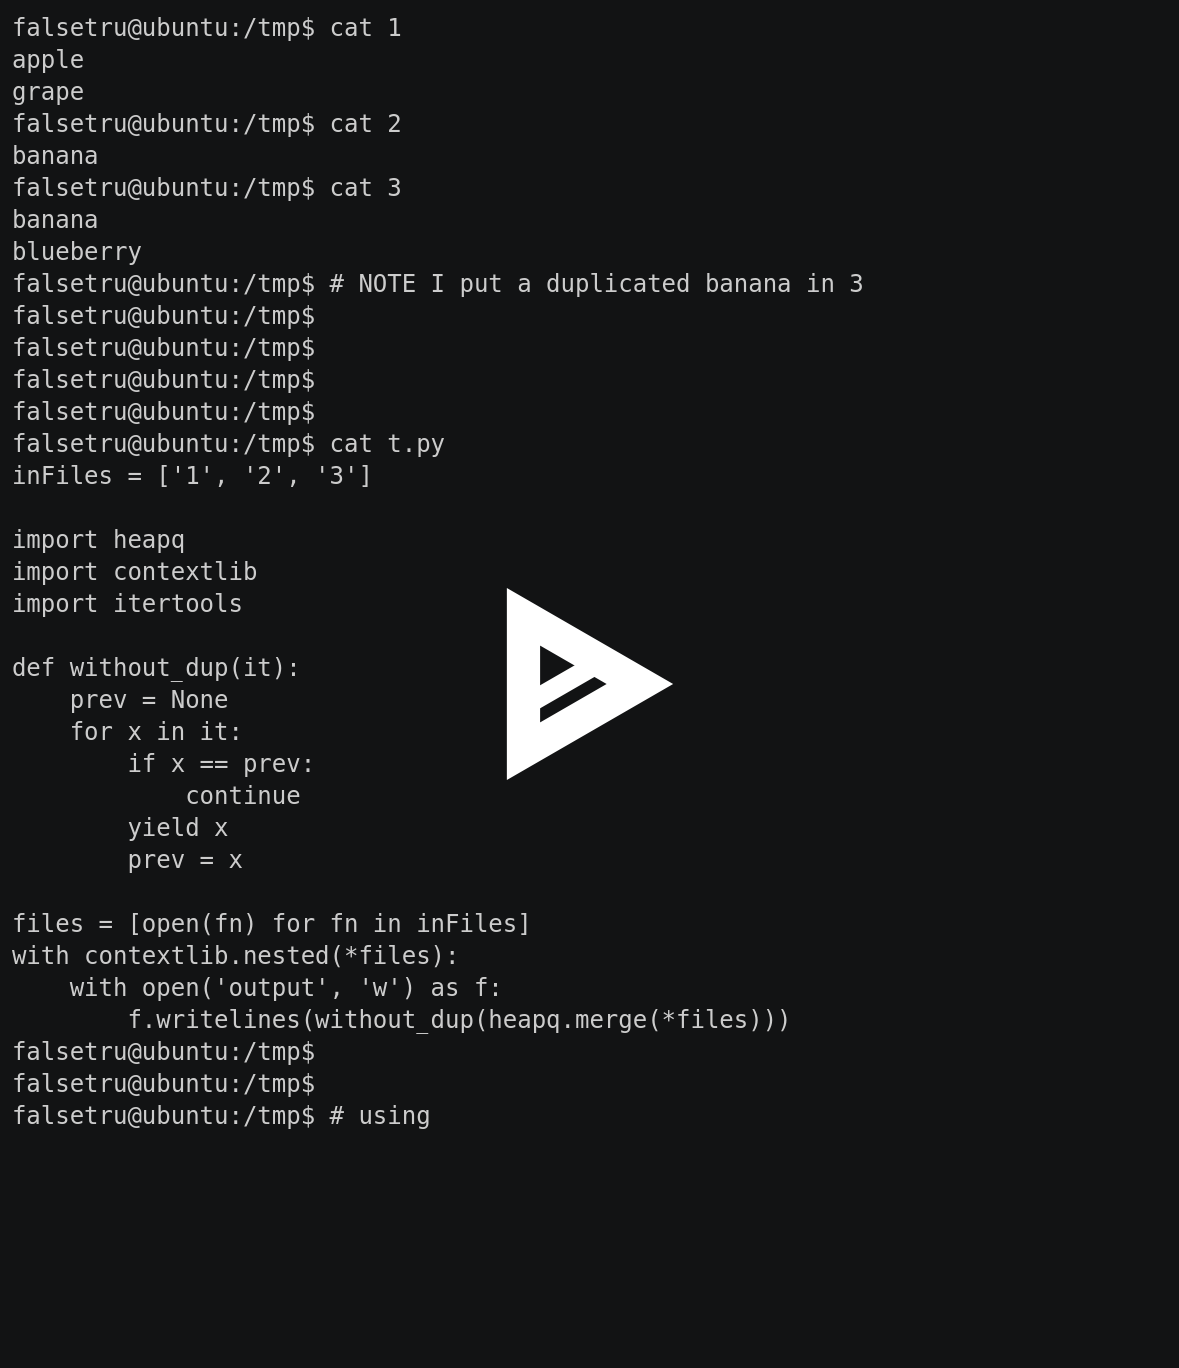 falsetru@ubuntu:/tmp$ cat 1
apple
grape
falsetru@ubuntu:/tmp$ cat 2
banana
falsetru@ubuntu:/tmp$ cat 3
banana
blueberry
falsetru@ubuntu:/tmp$ # NOTE I put a duplicated banana in 3
falsetru@ubuntu:/tmp$
falsetru@ubuntu:/tmp$
falsetru@ubuntu:/tmp$
falsetru@ubuntu:/tmp$
falsetru@ubuntu:/tmp$ cat t.py
inFiles = ['1', '2', '3']

import heapq
import contextlib
import itertools

def without_dup(it):
    prev = None
    for x in it:
        if x == prev:
            continue
        yield x
        prev = x

files = [open(fn) for fn in inFiles]
with contextlib.nested(*files):
    with open('output', 'w') as f:
        f.writelines(without_dup(heapq.merge(*files)))
falsetru@ubuntu:/tmp$
falsetru@ubuntu:/tmp$
falsetru@ubuntu:/tmp$ # using